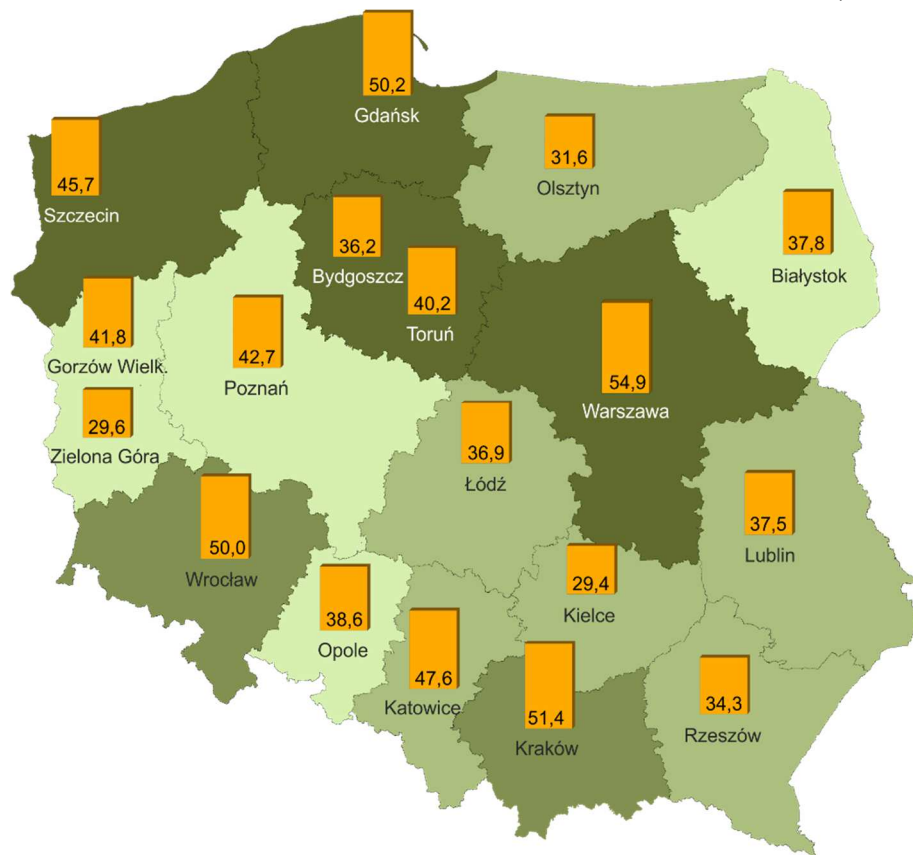 50,2
Gdańsk
45,7
Szczecin
31,6
Olsztyn
36,2
Bydgoszcz
37,8
Białystok
40,2
Toruń
41,8
Gorzów Wielk.
42,7
Poznań
54,9
Warszawa
29,6
Zielona Góra
36,9
Łódź
37,5
Lublin
50,0
Wrocław
29,4
Kielce
38,6
Opole
47,6
Katowice
51,4
Kraków
34,3
Rzeszów